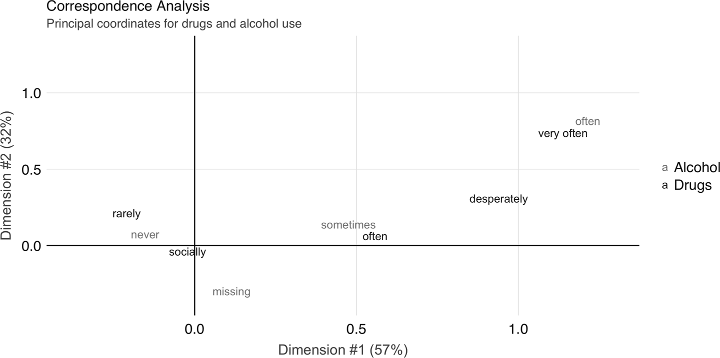 Correspondence Analysis
Principal coordinates for drugs and alcohol use
1.0
often
very often
a Alcohol
Dimension #2 (32%)
0.5
a Drugs
desperately
rarely
sometimes
never
often
0.0
socially
missing
0.0 0.5 1.0
Dimension #1 (57%)